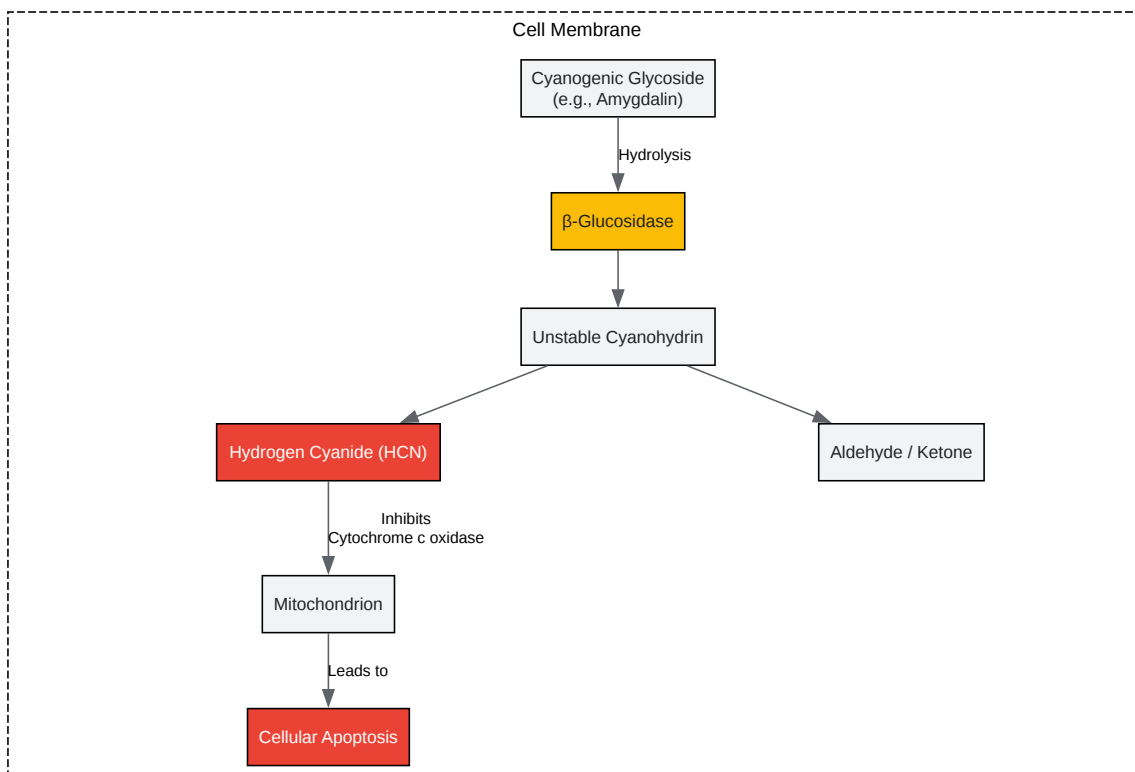 Cell Membrane
Cyanogenic Glycoside
(e.g., Amygdalin)
Hydrolysis
β-Glucosidase
Unstable Cyanohydrin
Hydrogen Cyanide (HCN)
Aldehyde / Ketone
Inhibits
Cytochrome c oxidase
Mitochondrion
Leads to
Cellular Apoptosis